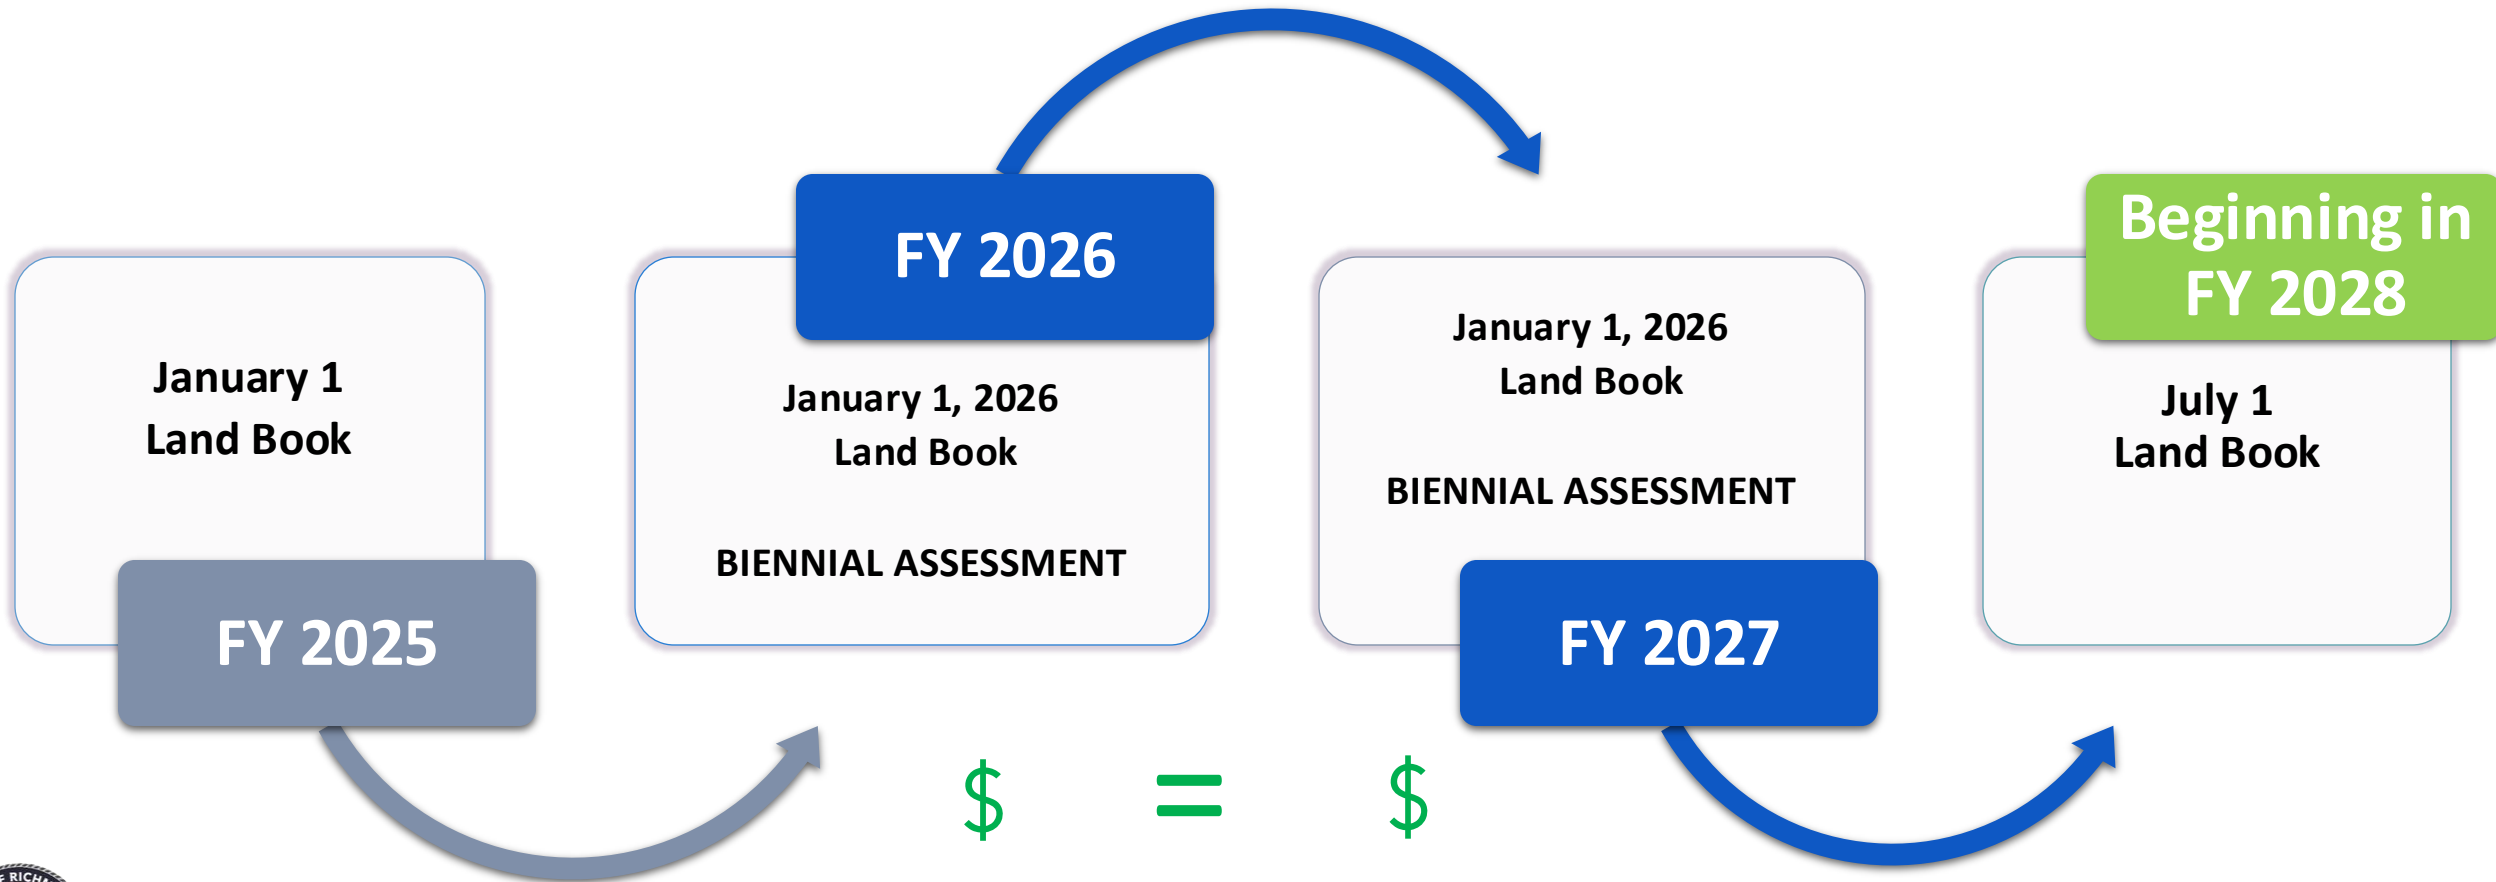 January 1
Land Book
FY 2025
FY 2026
January 1, 2026
Land Book
BIENNIAL ASSESSMENT
January 1, 2026
Land Book
BIENNIAL ASSESSMENT
FY 2027
Beginning in
FY 2028
July 1
Land Book
$ = $